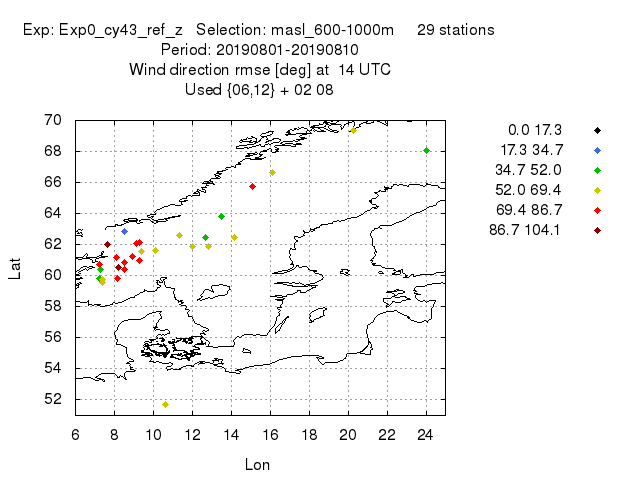 Exp: Exp0_cy43_ref_z Selection: masl_600-1000m 29 stations
Period: 20190801-20190810
Wind direction rmse [deg] at 14 UTC
Used {06,12} + 02 08
70
68
66
64
62
60
58
56
54
52
Lat
6 8 10 12 14 16 18 20 22 24
Lon
0.0 17.3
17.3 34.7
34.7 52.0
52.0 69.4
69.4 86.7
86.7 104.1